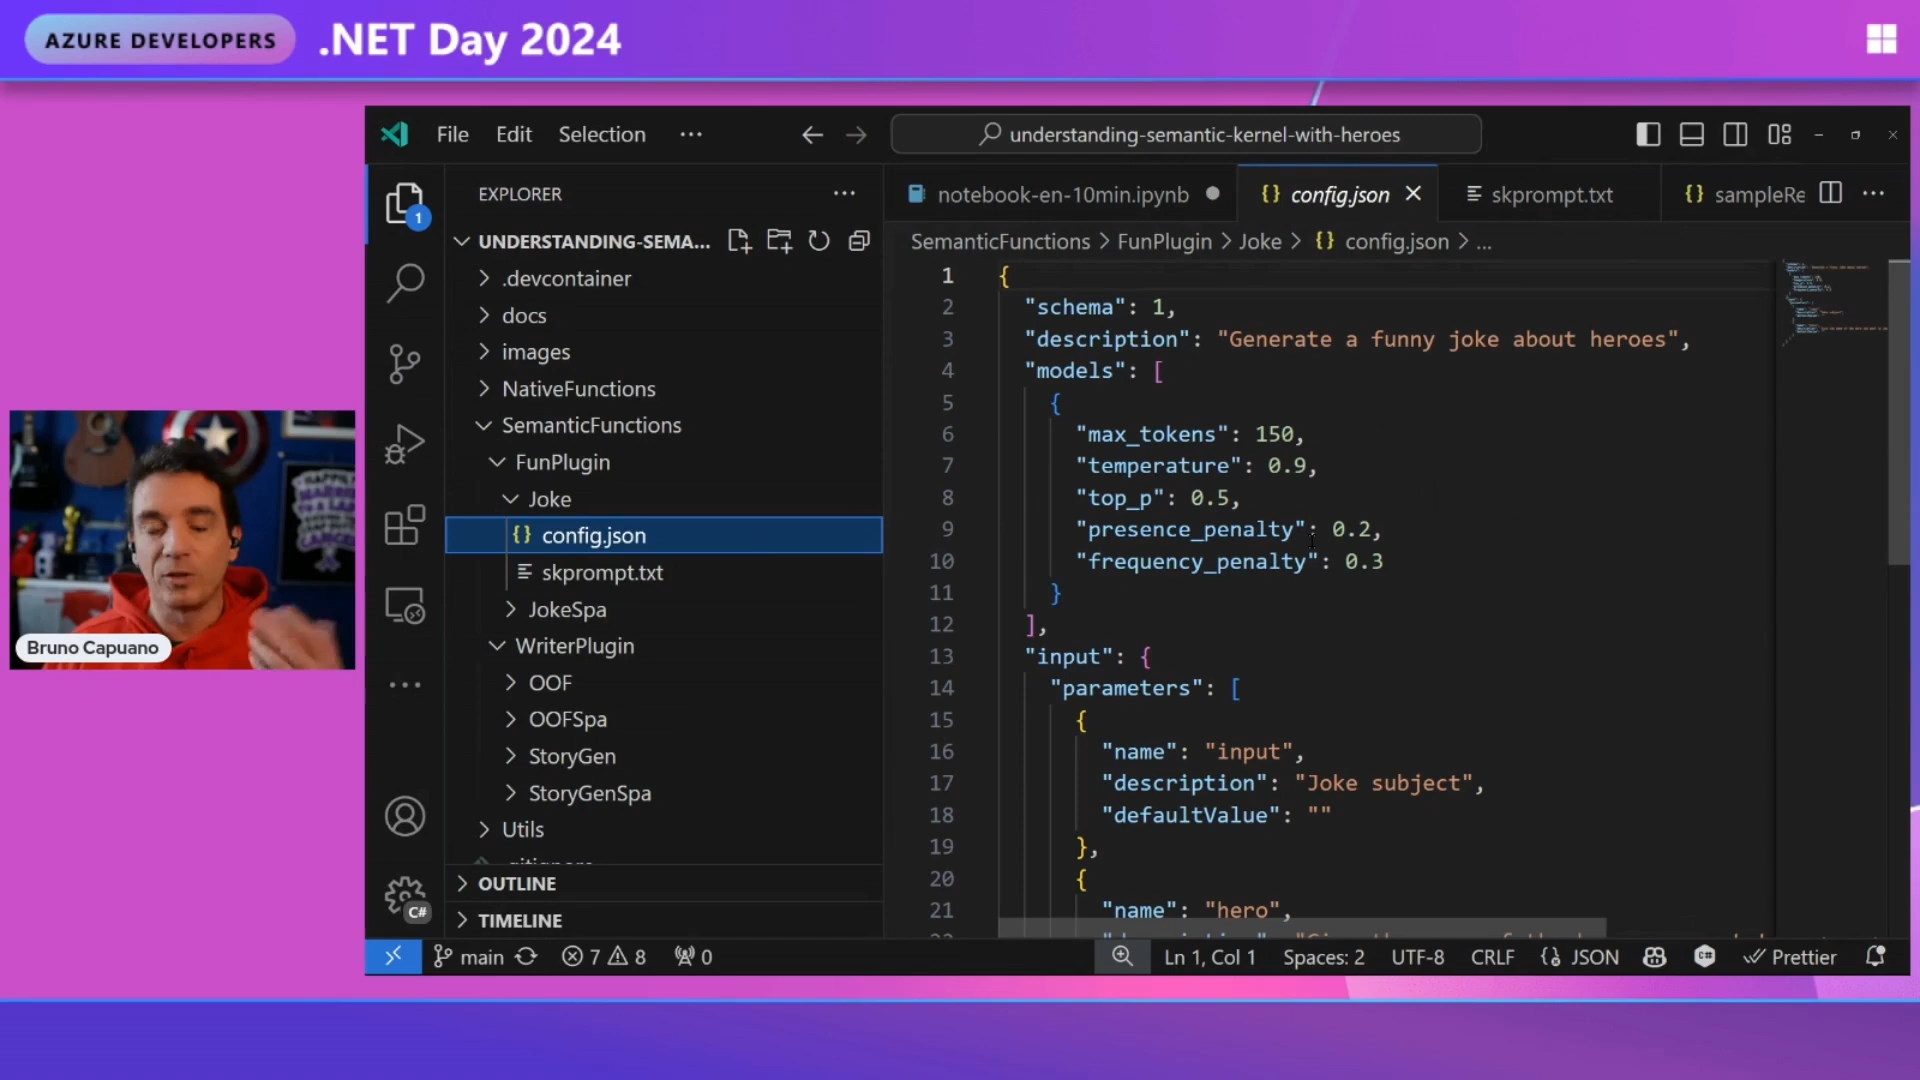 AZURE DEVELOPERS
.NET Day 2024
File Edit Selection ···
understanding-semantic-kernel-with-heroes
EXPLORER
1
UNDERSTANDING-SEMA...
.devcontainer
docs
images
NativeFunctions
SemanticFunctions
FunPlugin
Joke
config.json
skprompt.txt
JokeSpa
WriterPlugin
OOF
OOFSpa
StoryGen
StoryGenSpa
Utils
.gitignore
OUTLINE
TIMELINE
C#
notebook-en-10min.ipynb
config.json
skprompt.txt
sampleRe
SemanticFunctions > FunPlugin > Joke > {} config.json > ...
1 {
2 "schema": 1,
3 "description": "Generate a funny joke about heroes",
4 "models": [
5 {
6 "max_tokens": 150,
7 "temperature": 0.9,
8 "top_p": 0.5,
9 "presence_penalty": 0.2,
10 "frequency_penalty": 0.3
11 }
12 ],
13 "input": {
14 "parameters": [
15 {
16 "name": "input",
17 "description": "Joke subject",
18 "defaultValue": ""
19 },
20 {
21 "name": "hero",
Bruno Capuano
main 7 8 0
Ln 1, Col 1 Spaces: 2 UTF-8 CRLF {} JSON Prettier